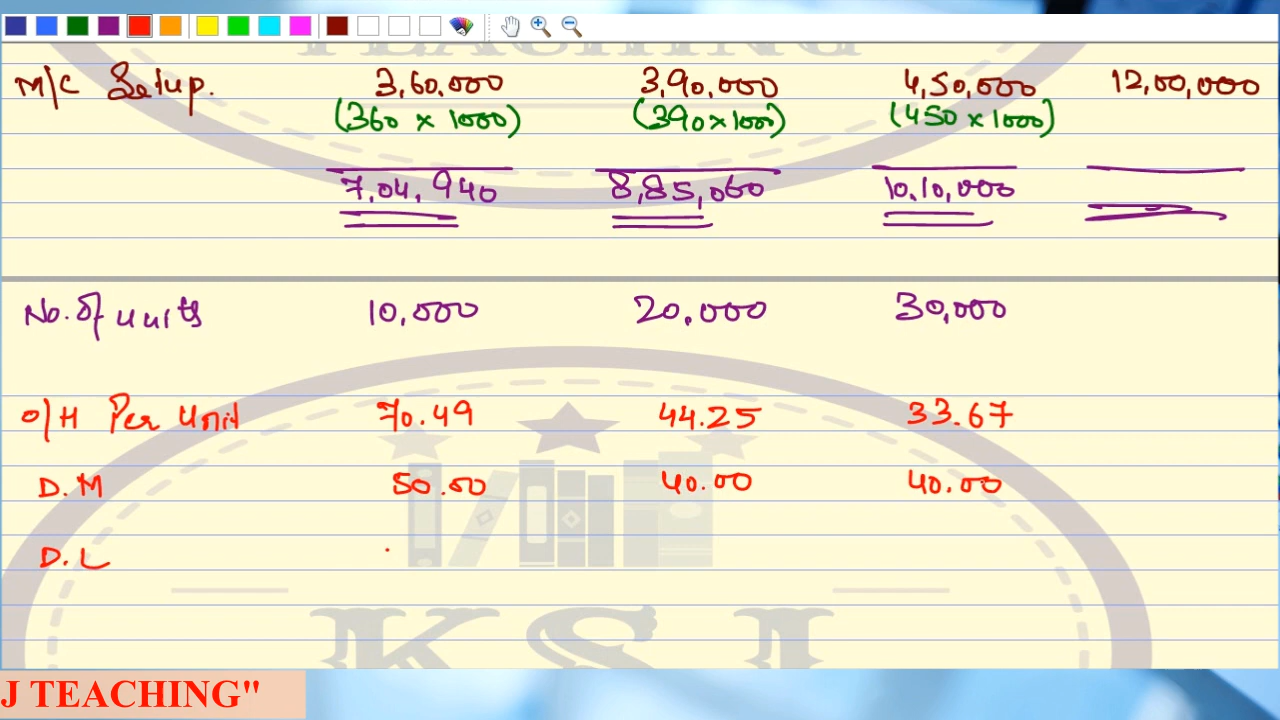 TEACHING
M/C Setup. 3,60,000 3,90,000 4,50,000 12,00,000
(360 x 1000) (390 x 1000) (450 x 1000)
7,04,940 8,85,060 10,10,000
No. of units 10,000 20,000 30,000
O/H Per Unit 70.49 44.25 33.67
D.M 50.00 40.00 40.00
D.L
KSJ
J TEACHING"